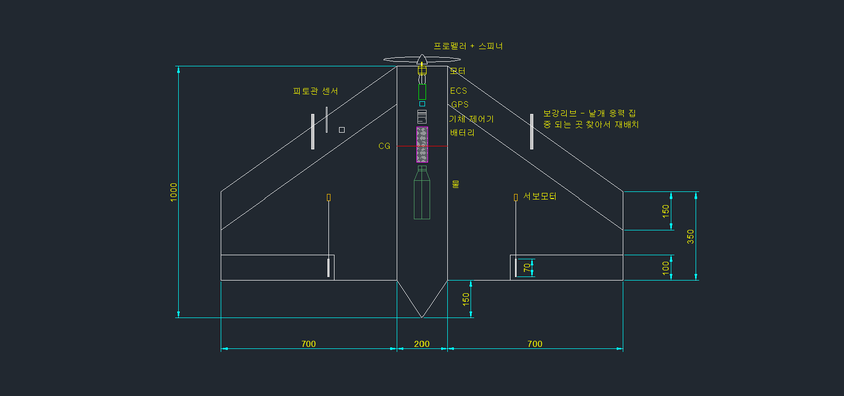 프로펠러 + 스피너
모터
피토관 센서
ECS
GPS
보강리브 - 날개 응력 집
중 되는 곳 찾아서 재배치
기체 제어기
배터리
CG
1000
물
서보모터
150
350
70
100
150
700
200
700